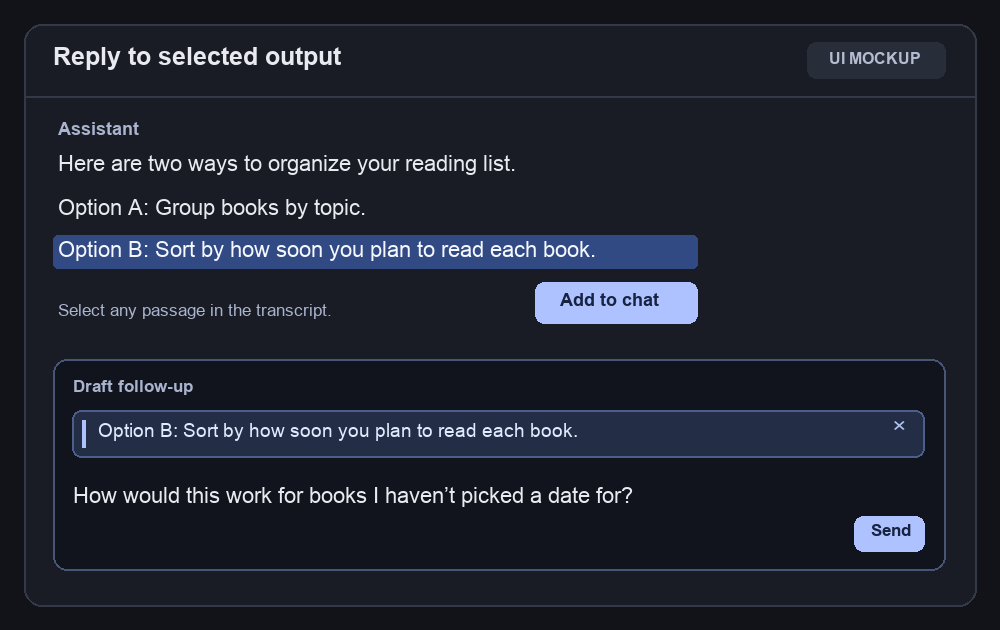 Reply to selected output
UI MOCKUP
Assistant
Here are two ways to organize your reading list.
Option A: Group books by topic.
Option B: Sort by how soon you plan to read each book.
Select any passage in the transcript.
Add to chat
Draft follow-up
Option B: Sort by how soon you plan to read each book.
×
How would this work for books I haven’t picked a date for?
Send